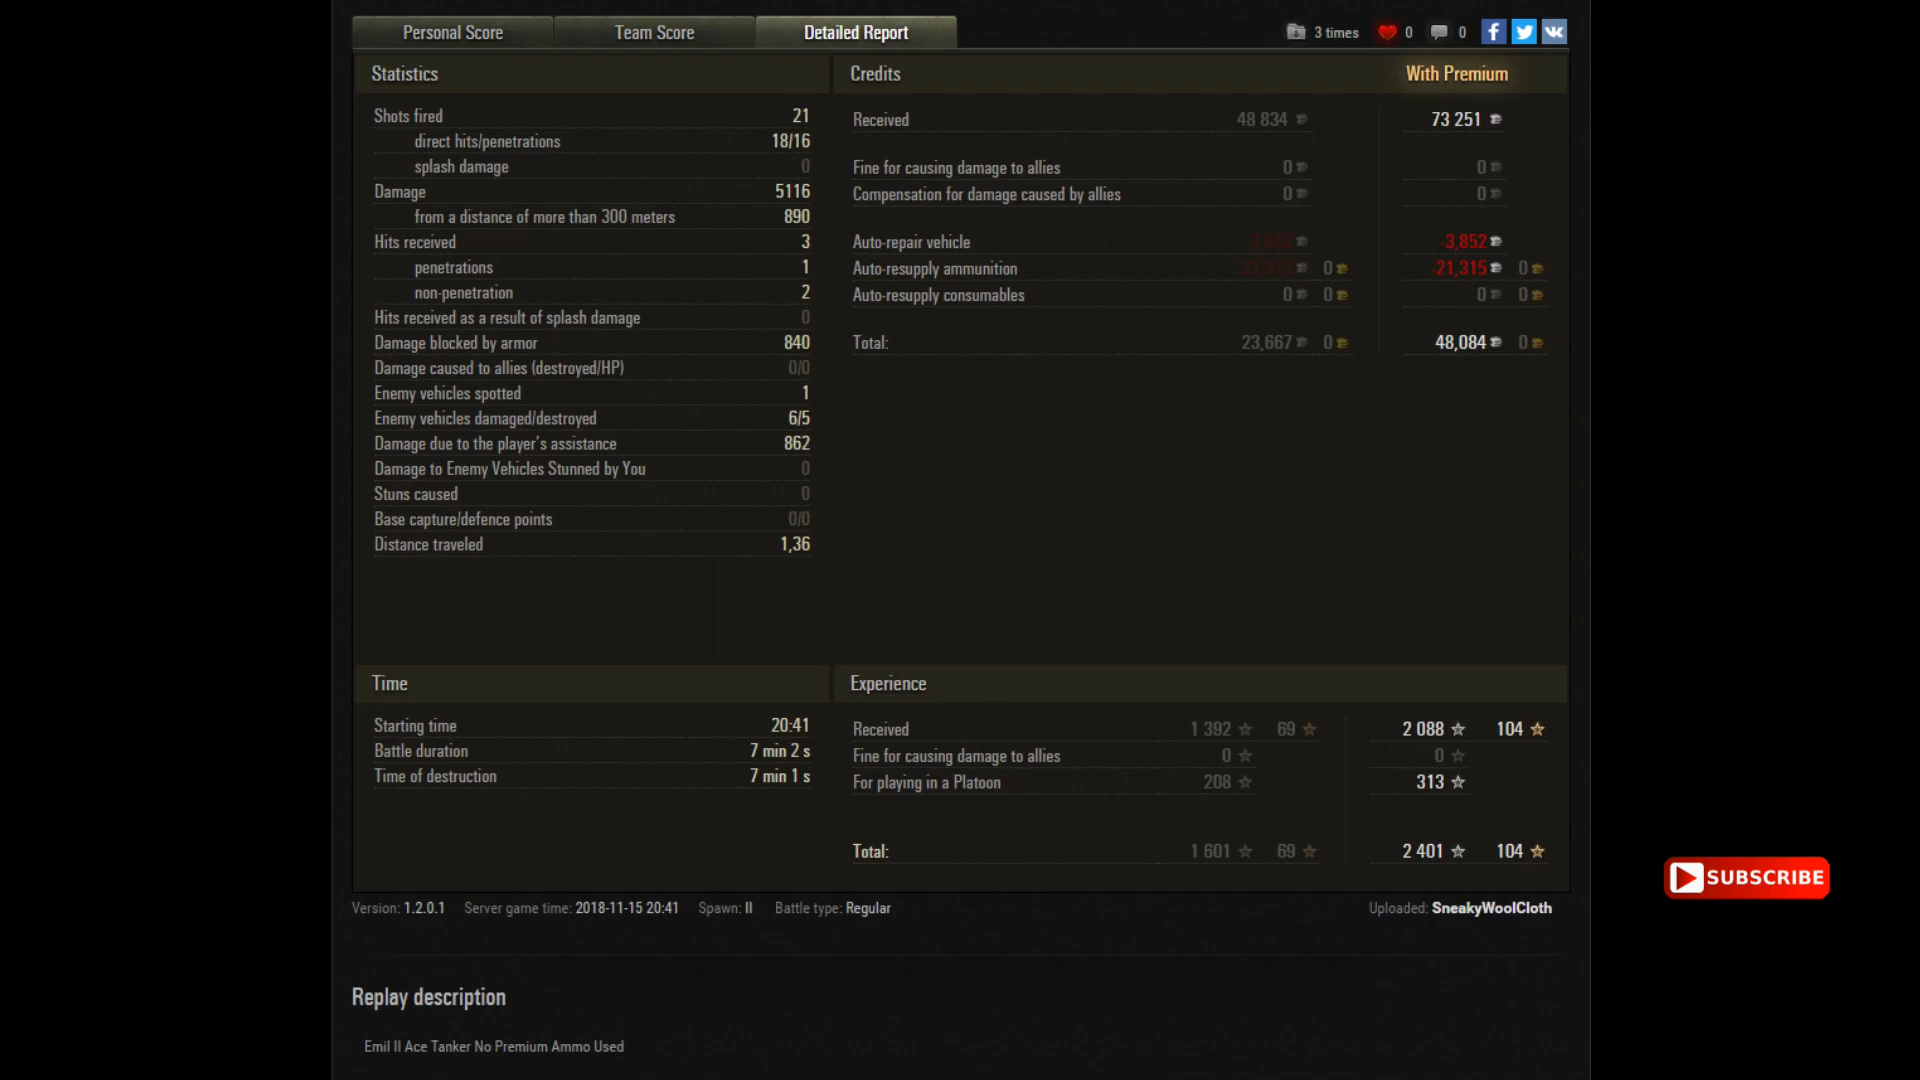 Personal Score Team Score Detailed Report 3 times 0 0
Statistics Credits With Premium
Shots fired 21
direct hits/penetrations 18/16
splash damage 0
Damage 5116
from a distance of more than 300 meters 890
Hits received 3
penetrations 1
non-penetration 2
Hits received as a result of splash damage 0
Damage blocked by armor 840
Damage caused to allies (destroyed/HP) 0/0
Enemy vehicles spotted 1
Enemy vehicles damaged/destroyed 6/5
Damage due to the player's assistance 862
Damage to Enemy Vehicles Stunned by You 0
Stuns caused 0
Base capture/defence points 0/0
Distance traveled 1,36
Received 48 834 73 251
Fine for causing damage to allies 0 0
Compensation for damage caused by allies 0 0
Auto-repair vehicle -3,852 -3,852
Auto-resupply ammunition -21,315 0 -21,315 0
Auto-resupply consumables 0 0 0 0
Total: 23,667 0 48,084 0
Time Experience
Starting time 20:41
Battle duration 7 min 2 s
Time of destruction 7 min 1 s
Received 1 392 69 2 088 104
Fine for causing damage to allies 0 0
For playing in a Platoon 208 313
Total: 1 601 69 2 401 104
SUBSCRIBE
Version: 1.2.0.1 Server game time: 2018-11-15 20:41 Spawn: II Battle type: Regular Uploaded: SneakyWoolCloth
Replay description
Emil II Ace Tanker No Premium Ammo Used